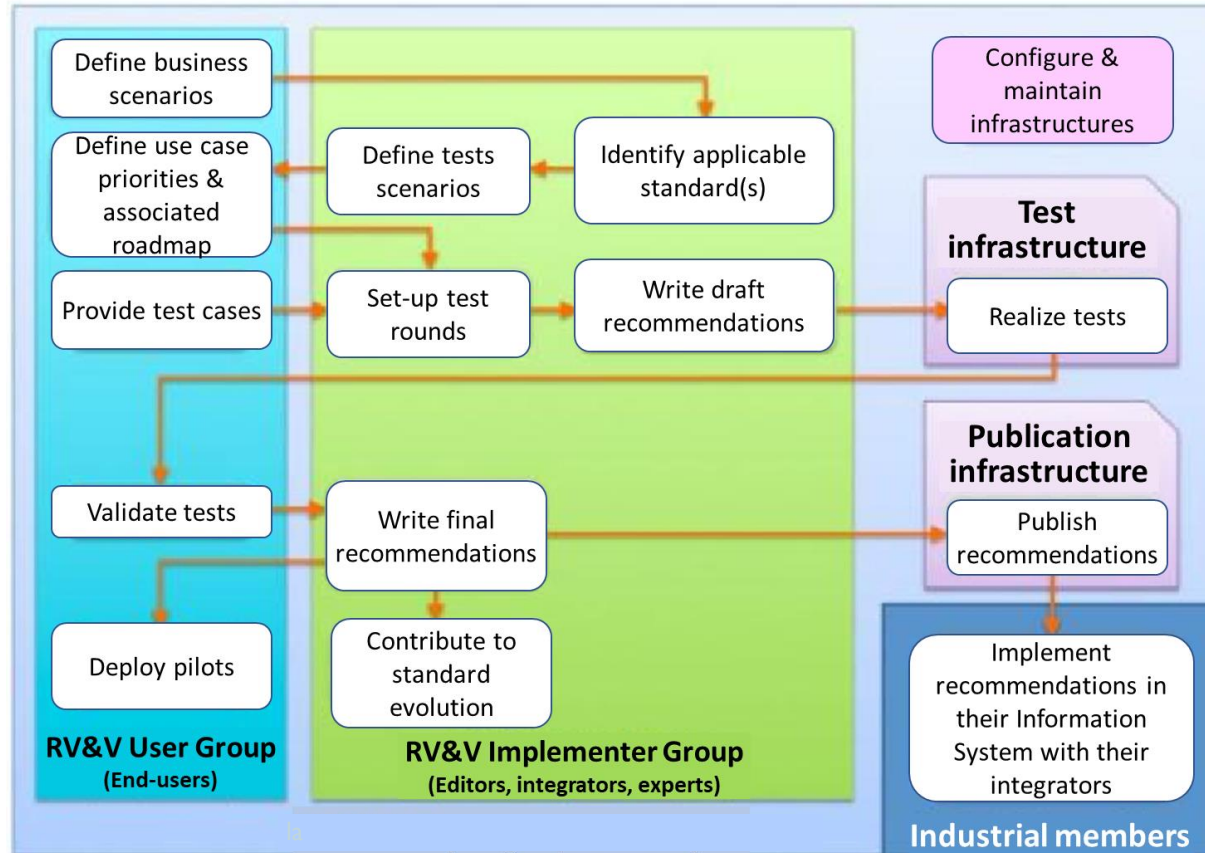 Define business
scenarios
Define use case
priorities &
associated
roadmap
Provide test cases
Validate tests
Deploy pilots
RV&V User Group
(End-users)
Define tests
scenarios
Identify applicable
standard(s)
Set-up test
rounds
Write draft
recommendations
Write final
recommendations
Contribute to
standard
evolution
RV&V Implementer Group
(Editors, integrators, experts)
Configure &
maintain
infrastructures
Test
infrastructure
Realize tests
Publication
infrastructure
Publish
recommendations
Implement
recommendations in
their Information
System with their
integrators
Industrial members